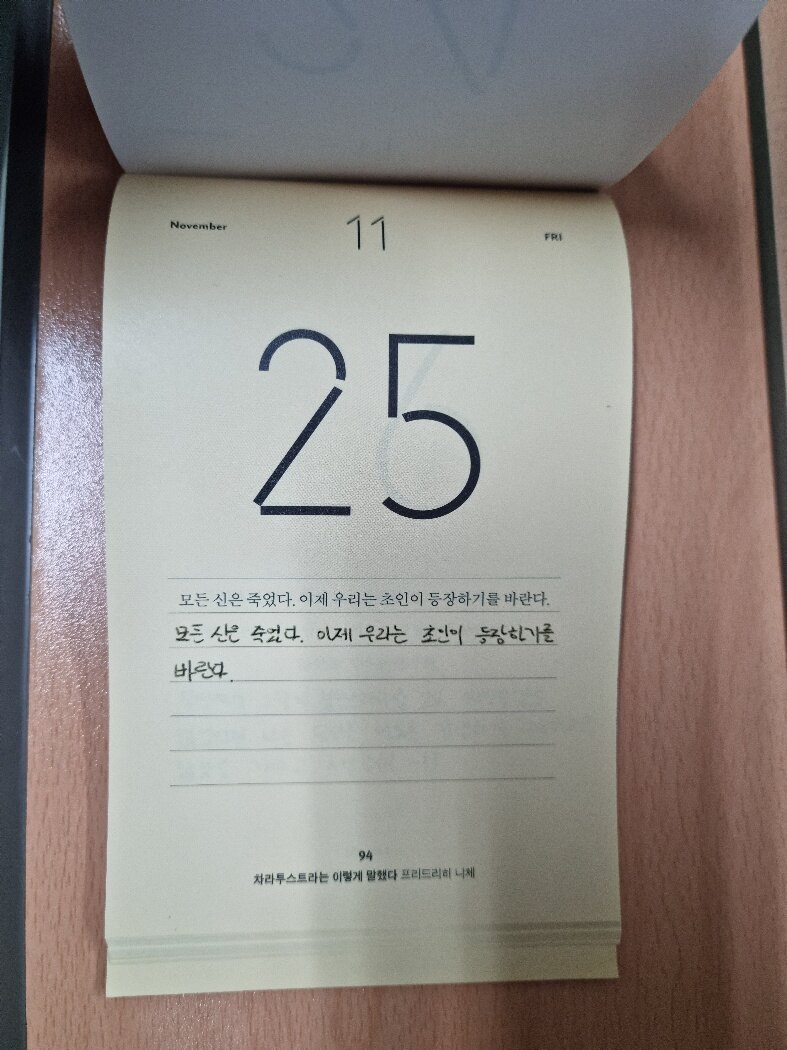 November 11 FRI
25
모든 신은 죽었다. 이제 우리는 초인이 등장하기를 바란다.
모든 신은 죽었다. 이제 우리는 초인이 등장하기를
바란다.
94
차라투스트라는 이렇게 말했다 프리드리히 니체